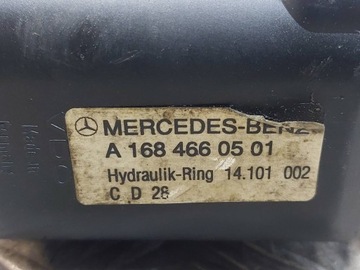 MERCEDES-BENZ
A 168 466 05 01
Hydraulik-Ring 14.101 002
C D 28